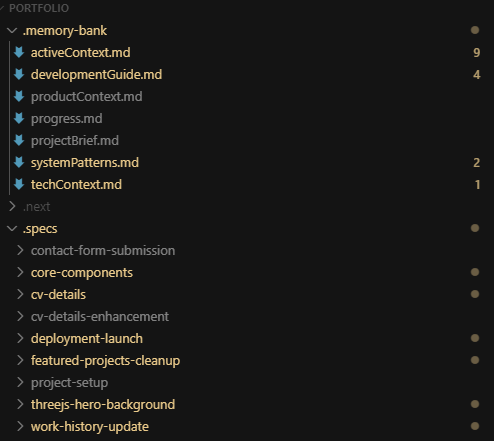 PORTFOLIO
.memory-bank
activeContext.md 9
developmentGuide.md 4
productContext.md
progress.md
projectBrief.md
systemPatterns.md 2
techContext.md 1
.next
.specs
contact-form-submission
core-components
cv-details
cv-details-enhancement
deployment-launch
featured-projects-cleanup
project-setup
threejs-hero-background
work-history-update